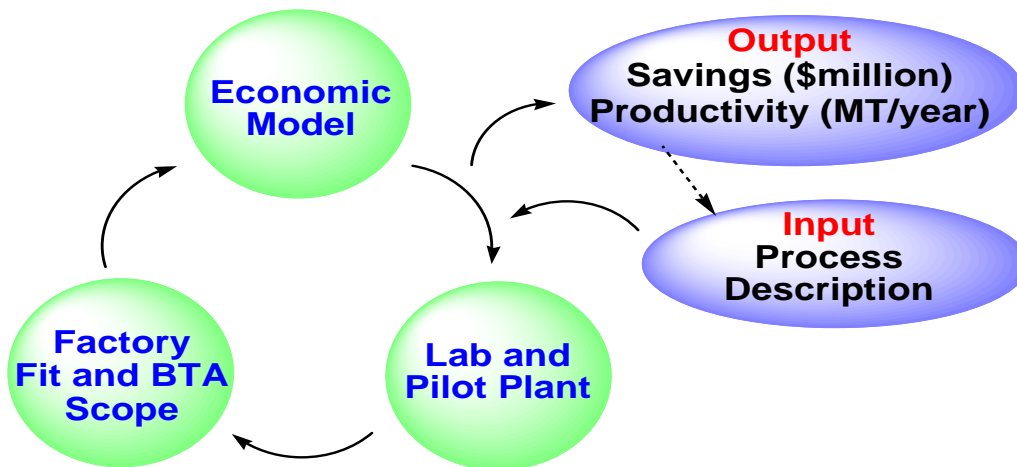 Economic
Model
Output
Savings ($million)
Productivity (MT/year)
Input
Process
Description
Factory
Fit and BTA
Scope
Lab and
Pilot Plant